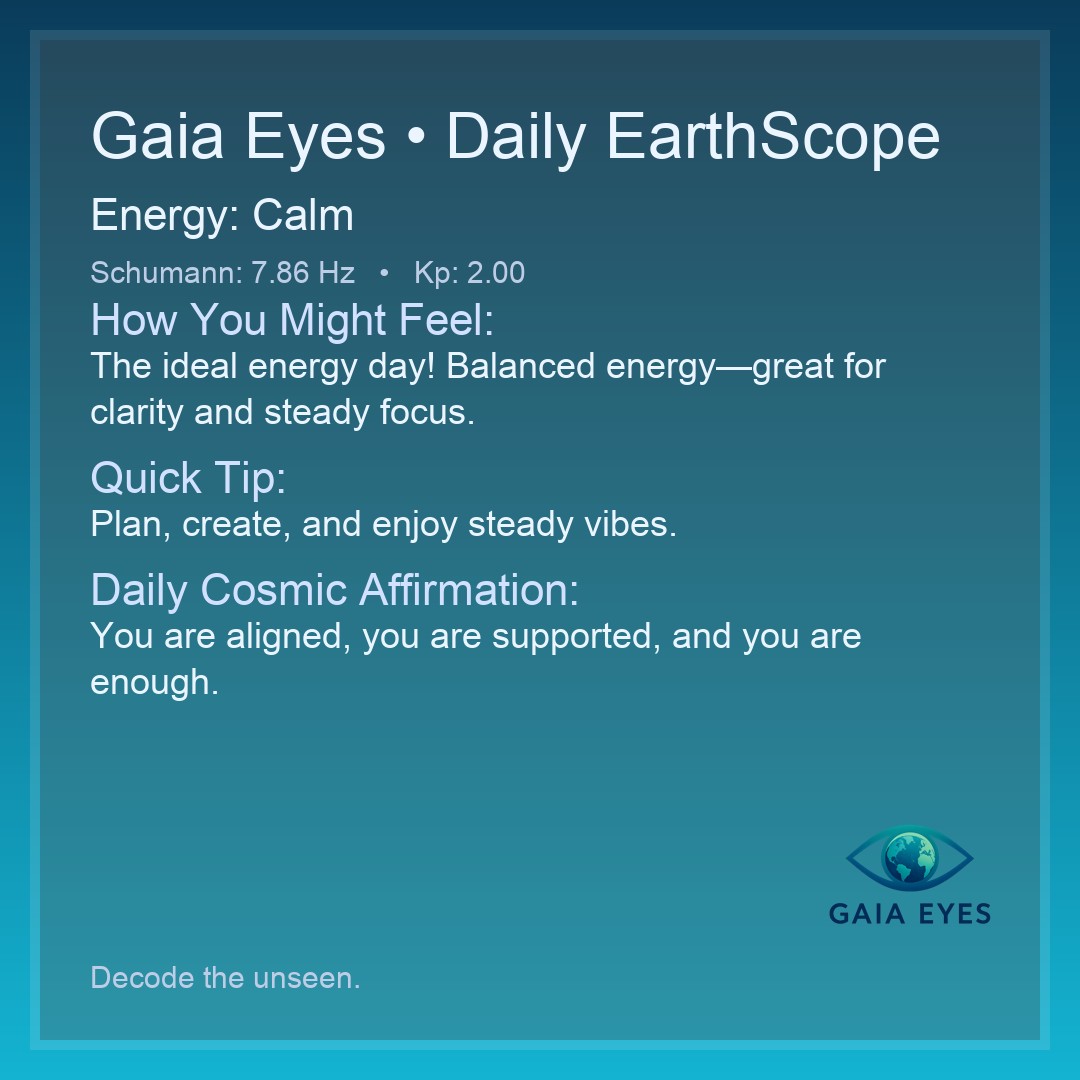 Gaia Eyes • Daily EarthScope
Energy: Calm
Schumann: 7.86 Hz • Kp: 2.00
How You Might Feel:
The ideal energy day! Balanced energy—great for
clarity and steady focus.
Quick Tip:
Plan, create, and enjoy steady vibes.
Daily Cosmic Affirmation:
You are aligned, you are supported, and you are
enough.
GAIA EYES
Decode the unseen.